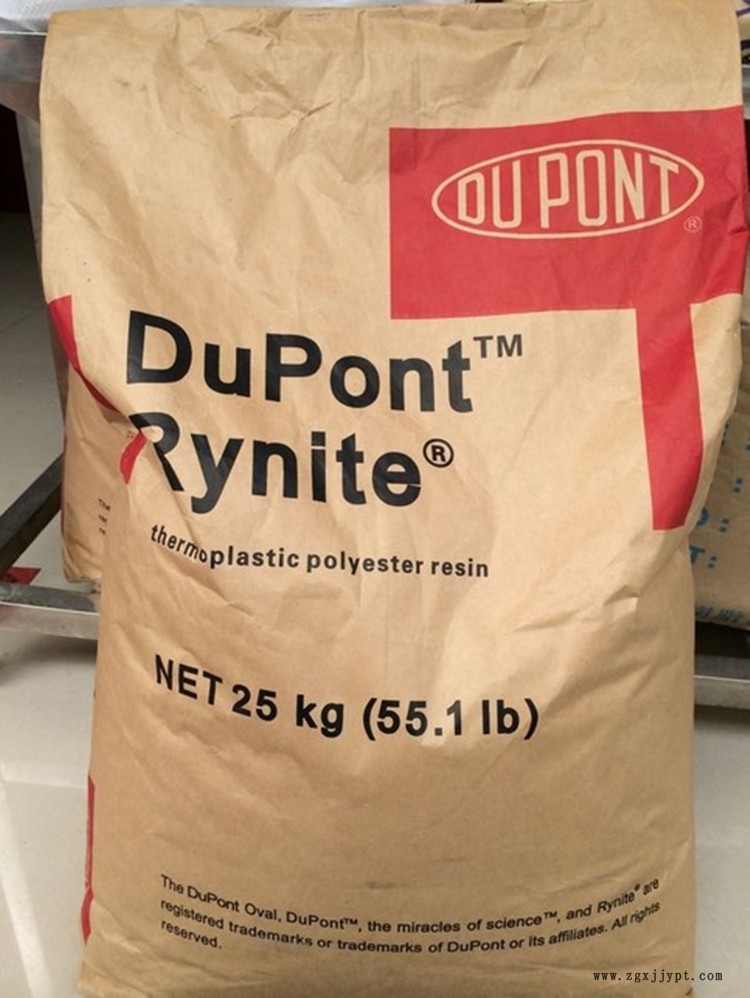 DU PONT
®
DuPont™
Rynite®
thermoplastic polyester resin
NET 25 kg (55.1 lb)
The DuPont Oval, DuPont™, the miracles of science™, and Rynite® are
registered trademarks or trademarks of DuPont or its affiliates. All rights
reserved.
www.zgxjjypt.com